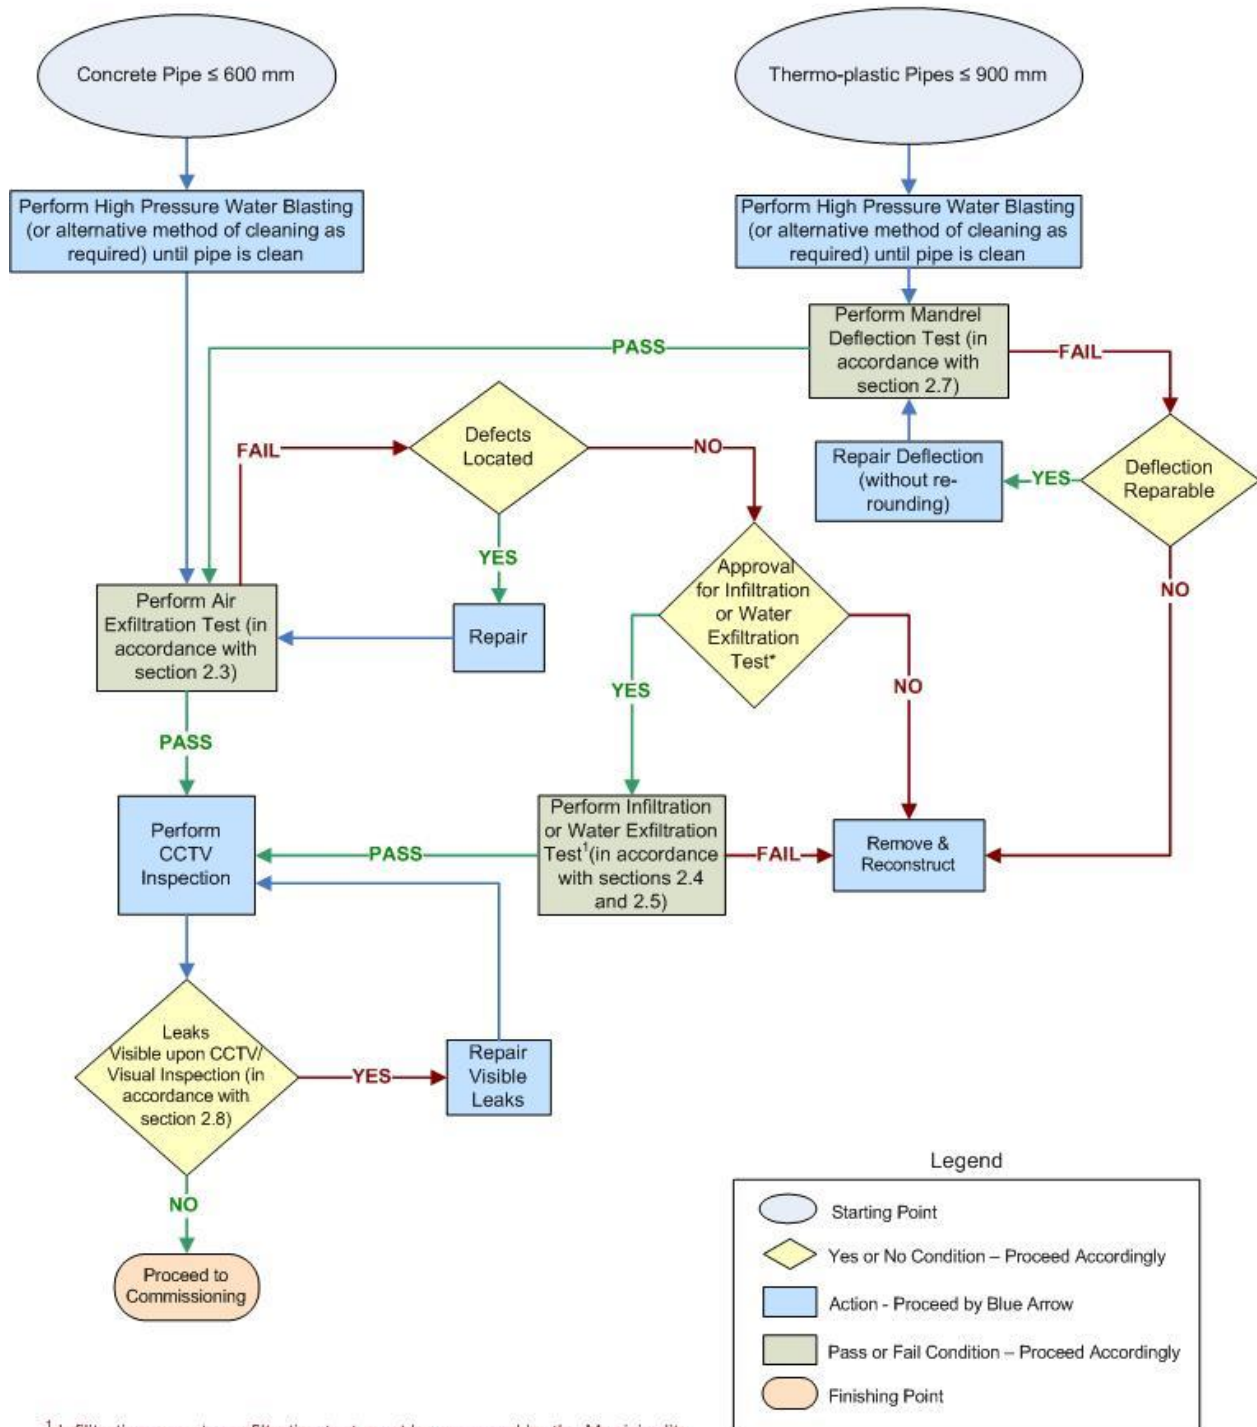 Concrete Pipe ≤ 600 mm
Thermo-plastic Pipes ≤ 900 mm
Perform High Pressure Water Blasting
(or alternative method of cleaning as
required) until pipe is clean
Perform High Pressure Water Blasting
(or alternative method of cleaning as
required) until pipe is clean
Perform Mandrel
Deflection Test (in
accordance with
section 2.7)
PASS
FAIL
Defects
Located
FAIL
NO
YES
Repair Deflection
(without re-
rounding)
YES
Deflection
Reparable
NO
Approval
for Infiltration
or Water
Exfiltration
Test*
Perform Air
Exfiltration Test (in
accordance with
section 2.3)
Repair
YES
NO
PASS
Perform
CCTV
Inspection
PASS
Perform Infiltration
or Water Exfiltration
Test¹(in accordance
with sections 2.4
and 2.5)
FAIL
Remove &
Reconstruct
Leaks
Visible upon CCTV/
Visual Inspection (in
accordance with
section 2.8)
YES
Repair
Visible
Leaks
NO
Proceed to
Commissioning
Legend
Starting Point
Yes or No Condition – Proceed Accordingly
Action - Proceed by Blue Arrow
Pass or Fail Condition – Proceed Accordingly
Finishing Point